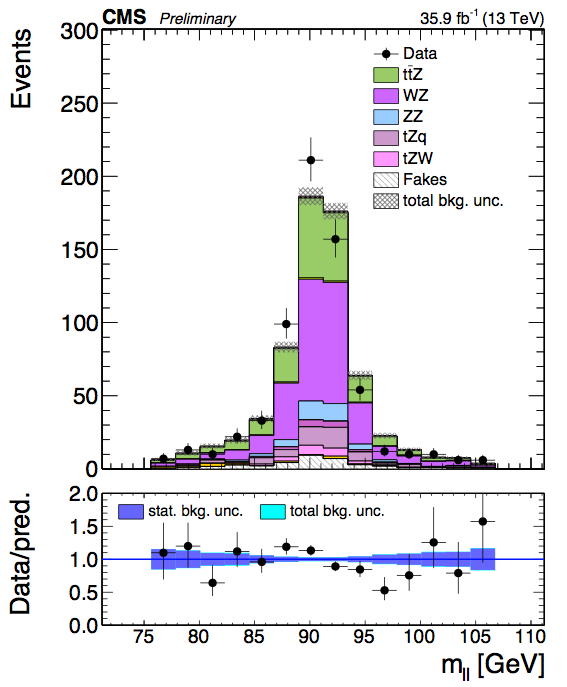 CMS Preliminary 35.9 fb⁻¹ (13 TeV)
Events
300
250
200
150
100
50
0
Data
tt̄Z
WZ
ZZ
tZq
tZW
Fakes
total bkg. unc.
Data/pred.
2.0
1.5
1.0
0.5
0.0
stat. bkg. unc. total bkg. unc.
75 80 85 90 95 100 105 110
m_ll [GeV]